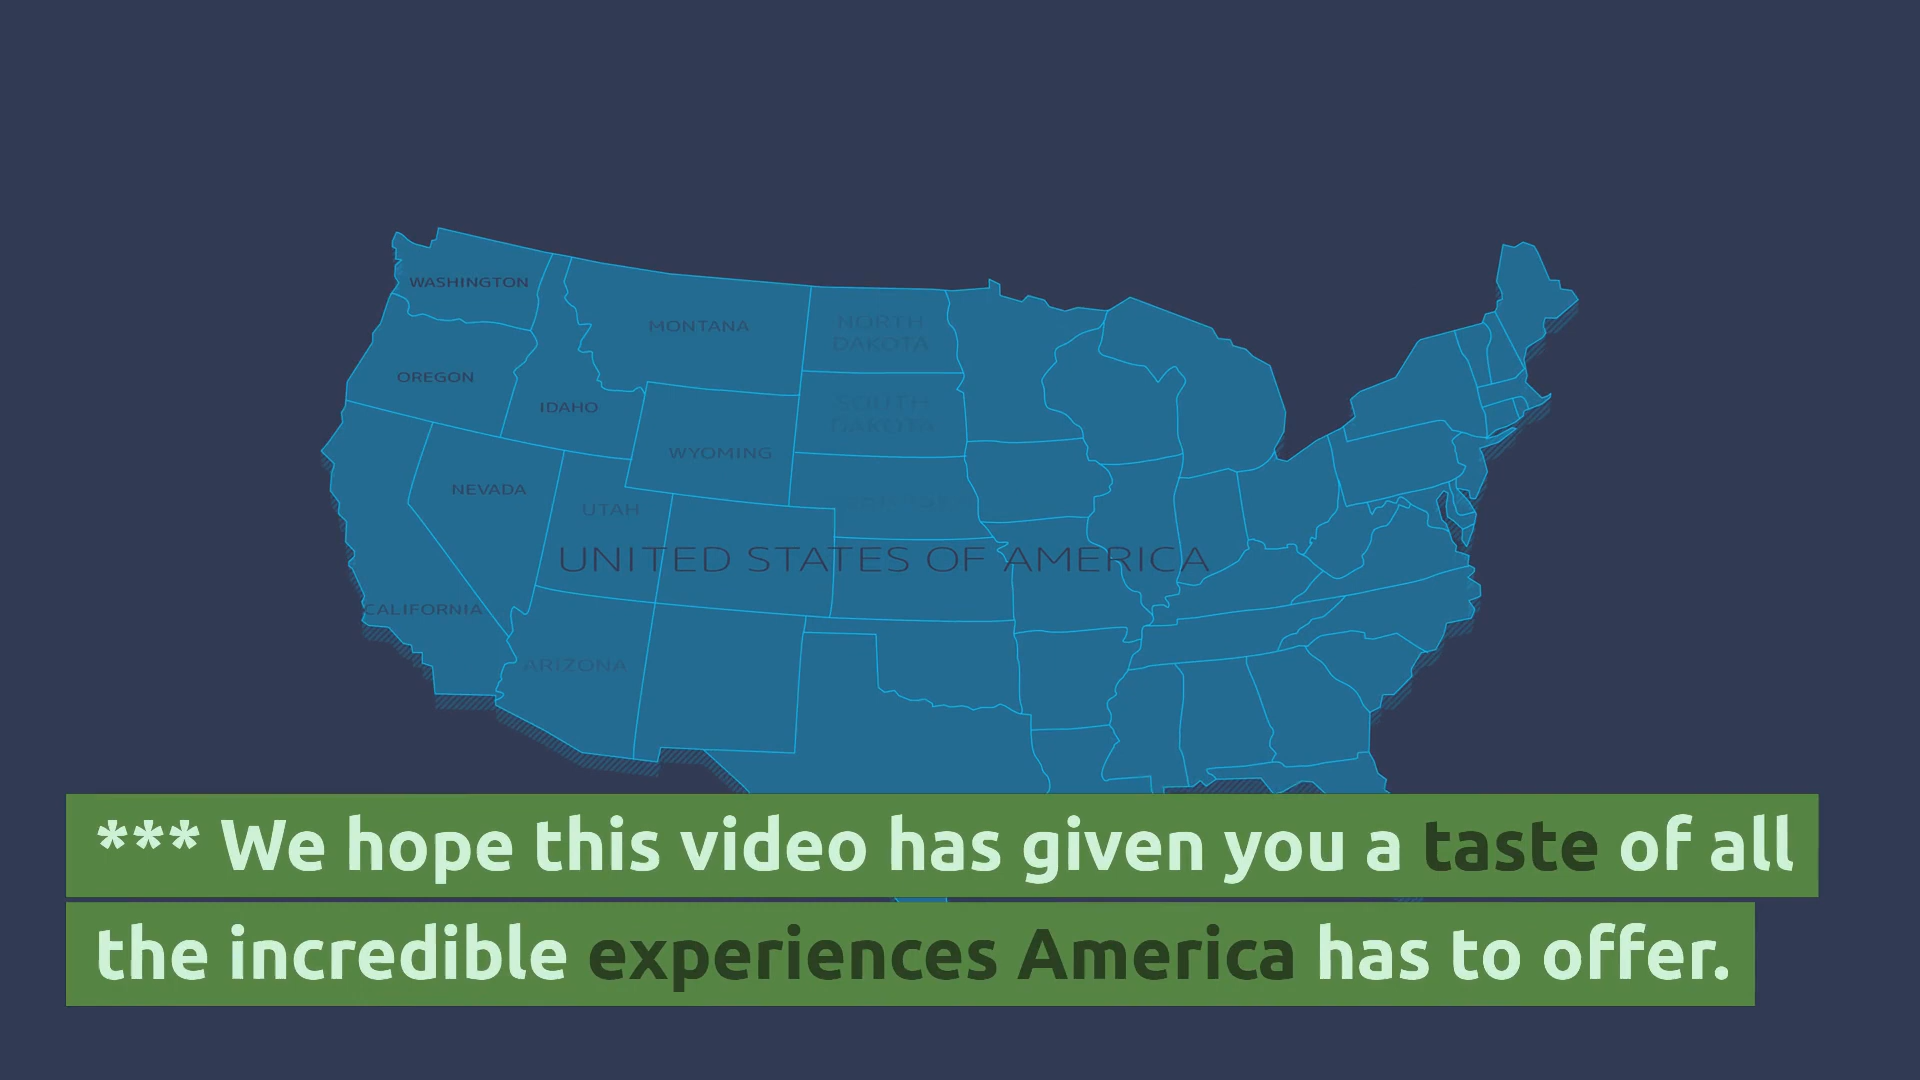 WASHINGTON
MONTANA
NORTH
DAKOTA
OREGON
IDAHO
SOUTH
DAKOTA
WYOMING
NEVADA
UTAH
UNITED STATES OF AMERICA
CALIFORNIA
ARIZONA
*** We hope this video has given you a taste of all
the incredible experiences America has to offer.